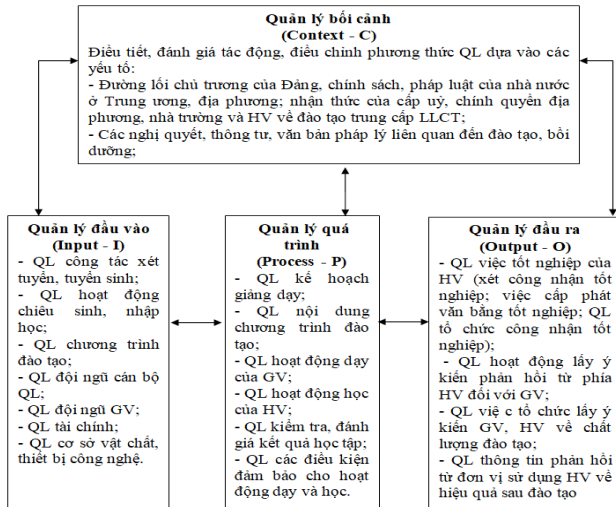 Quản lý bối cảnh
(Context - C)
Điều tiết, đánh giá tác động, điều chỉnh phương thức QL dựa vào các
yếu tố:
- Đường lối chủ trương của Đảng, chính sách, pháp luật của nhà nước
ở Trung ương, địa phương; nhận thức của cấp uỷ, chính quyền địa
phương, nhà trường và HV về đào tạo trung cấp LLCT;
- Các nghị quyết, thông tư, văn bản pháp lý liên quan đến đào tạo, bồi
dưỡng;
Quản lý đầu vào
(Input - I)
- QL công tác xét
tuyển, tuyển sinh;
- QL hoạt động
chiêu sinh, nhập
học;
- QL chương trình
đào tạo;
- QL đội ngũ cán bộ
QL;
- QL đội ngũ GV;
- QL tài chính;
- QL cơ sở vật chất,
thiết bị công nghệ.
Quản lý quá
trình
(Process - P)
- QL kế hoạch
giảng dạy;
- QL nội dung
chương trình đào
tạo;
- QL hoạt động dạy
của GV;
- QL hoạt động học
của HV;
- QL kiểm tra, đánh
giá kết quả học tập;
- QL các điều kiện
đảm bảo cho hoạt
động dạy và học.
Quản lý đầu ra
(Output - O)
- QL việc tốt nghiệp của
HV (xét công nhận tốt
nghiệp; việc cấp phát
văn bằng tốt nghiệp; QL
tổ chức công nhận tốt
nghiệp);
- QL hoạt động lấy ý
kiến phản hồi từ phía
HV đối với GV;
- QL việ c tổ chức lấy ý
kiến GV, HV về chất
lượng đào tạo;
- QL thông tin phản hồi
từ đơn vị sử dụng HV về
hiệu quả sau đào tạo